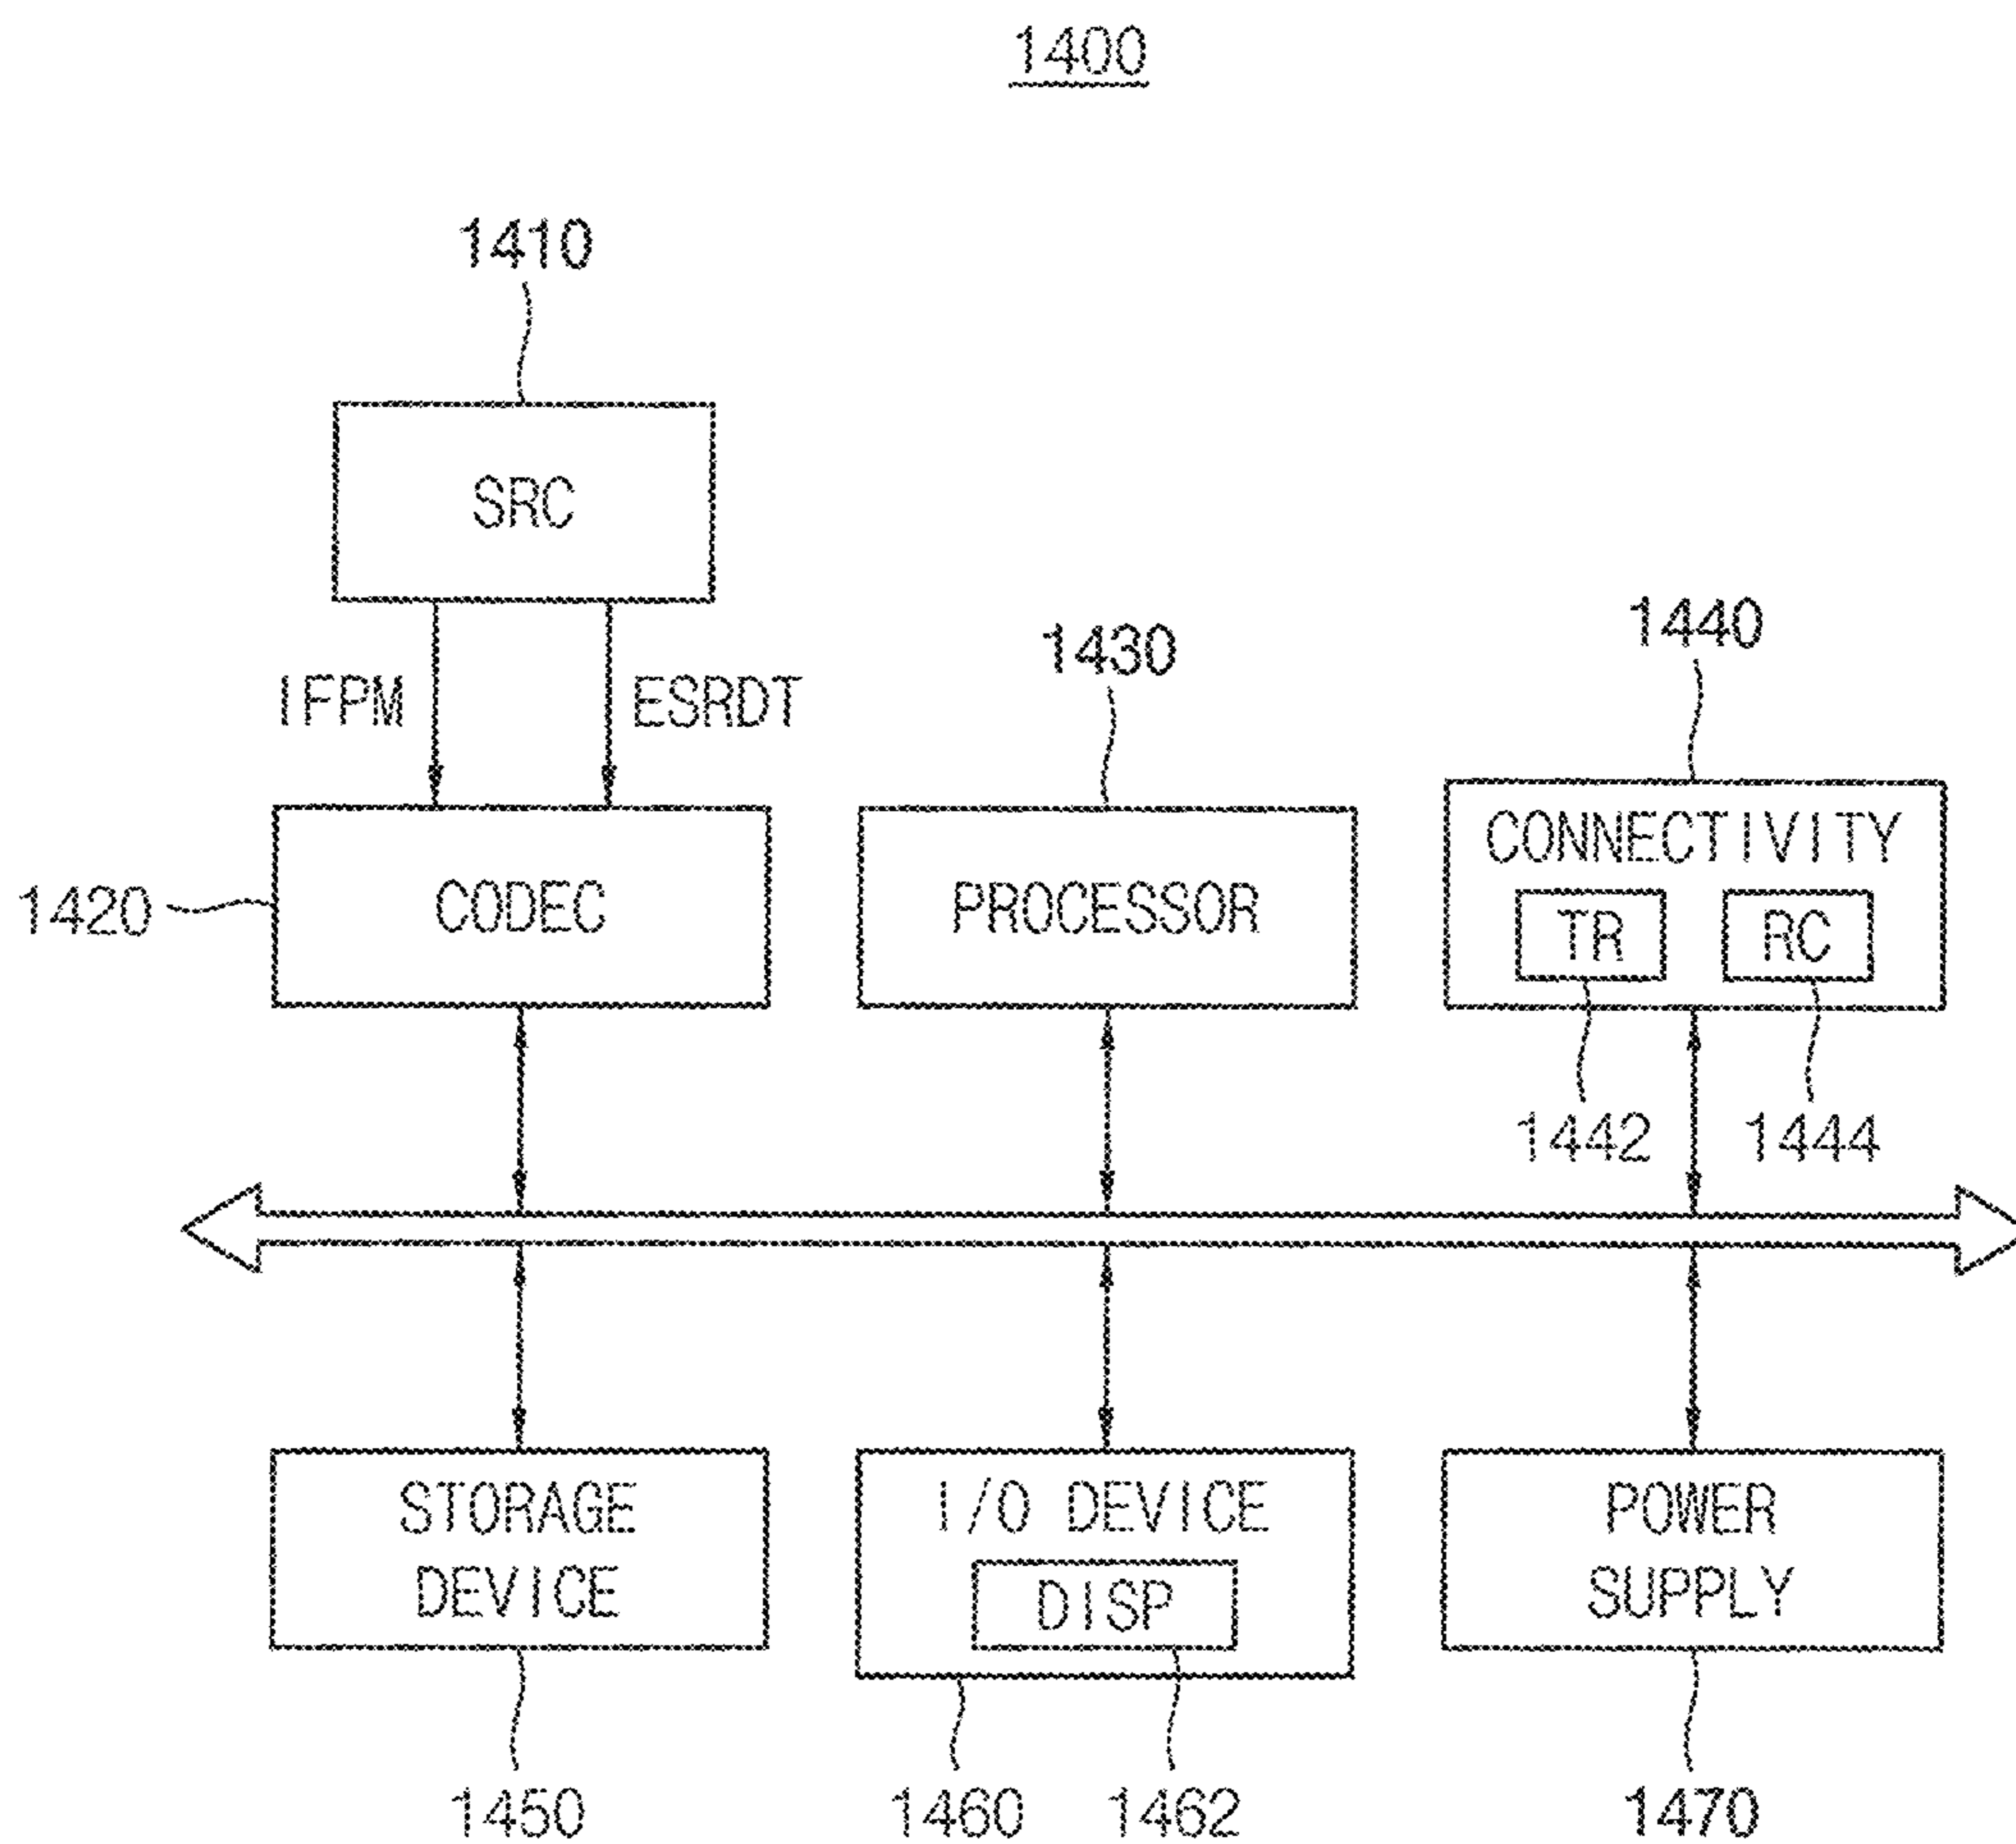 1400
1410
SRC
IFPM
ESRDT
1430
1440
1420
CODEC
PROCESSOR
CONNECTIVITY
TR
RC
1442
1444
STORAGE
DEVICE
I/O DEVICE
DISP
POWER
SUPPLY
1450
1460
1462
1470